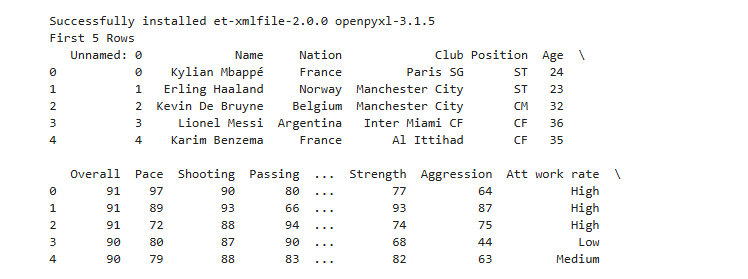 Successfully installed et-xmlfile-2.0.0 openpyxl-3.1.5
First 5 Rows
   Unnamed: 0             Name     Nation             Club Position  Age  \
0           0    Kylian Mbappé     France         Paris SG       ST   24
1           1   Erling Haaland     Norway  Manchester City       ST   23
2           2  Kevin De Bruyne    Belgium  Manchester City       CM   32
3           3     Lionel Messi  Argentina   Inter Miami CF       CF   36
4           4    Karim Benzema     France       Al Ittihad       CF   35

   Overall  Pace  Shooting  Passing  ...  Strength  Aggression  Att work rate  \
0       91    97        90       80  ...        77          64           High
1       91    89        93       66  ...        93          87           High
2       91    72        88       94  ...        74          75           High
3       90    80        87       90  ...        68          44            Low
4       90    79        88       83  ...        82          63         Medium